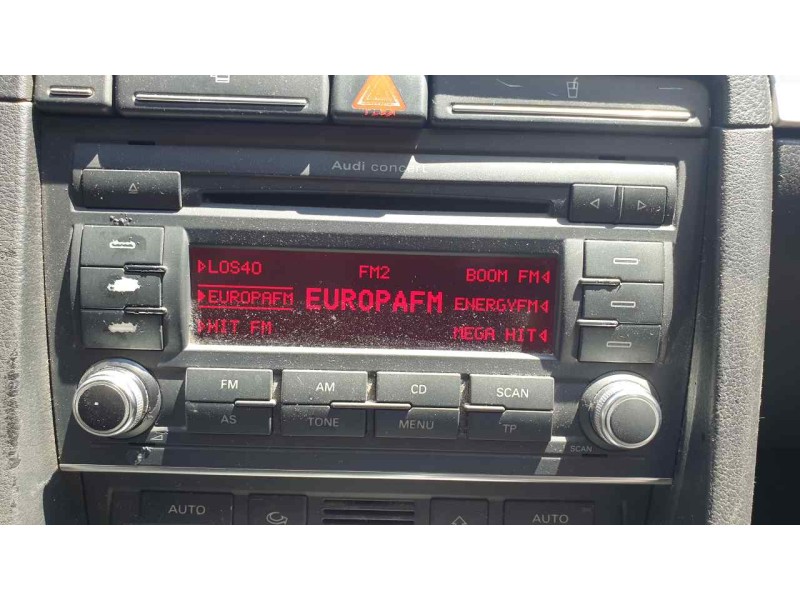 Audi concert
LOS40 FM2 BOOM FM
EUROPAFM EUROPAFM ENERGYFM
HIT FM MEGA HIT
FM AM CD SCAN
AS TONE MENU TP
SCAN
AUTO AUTO